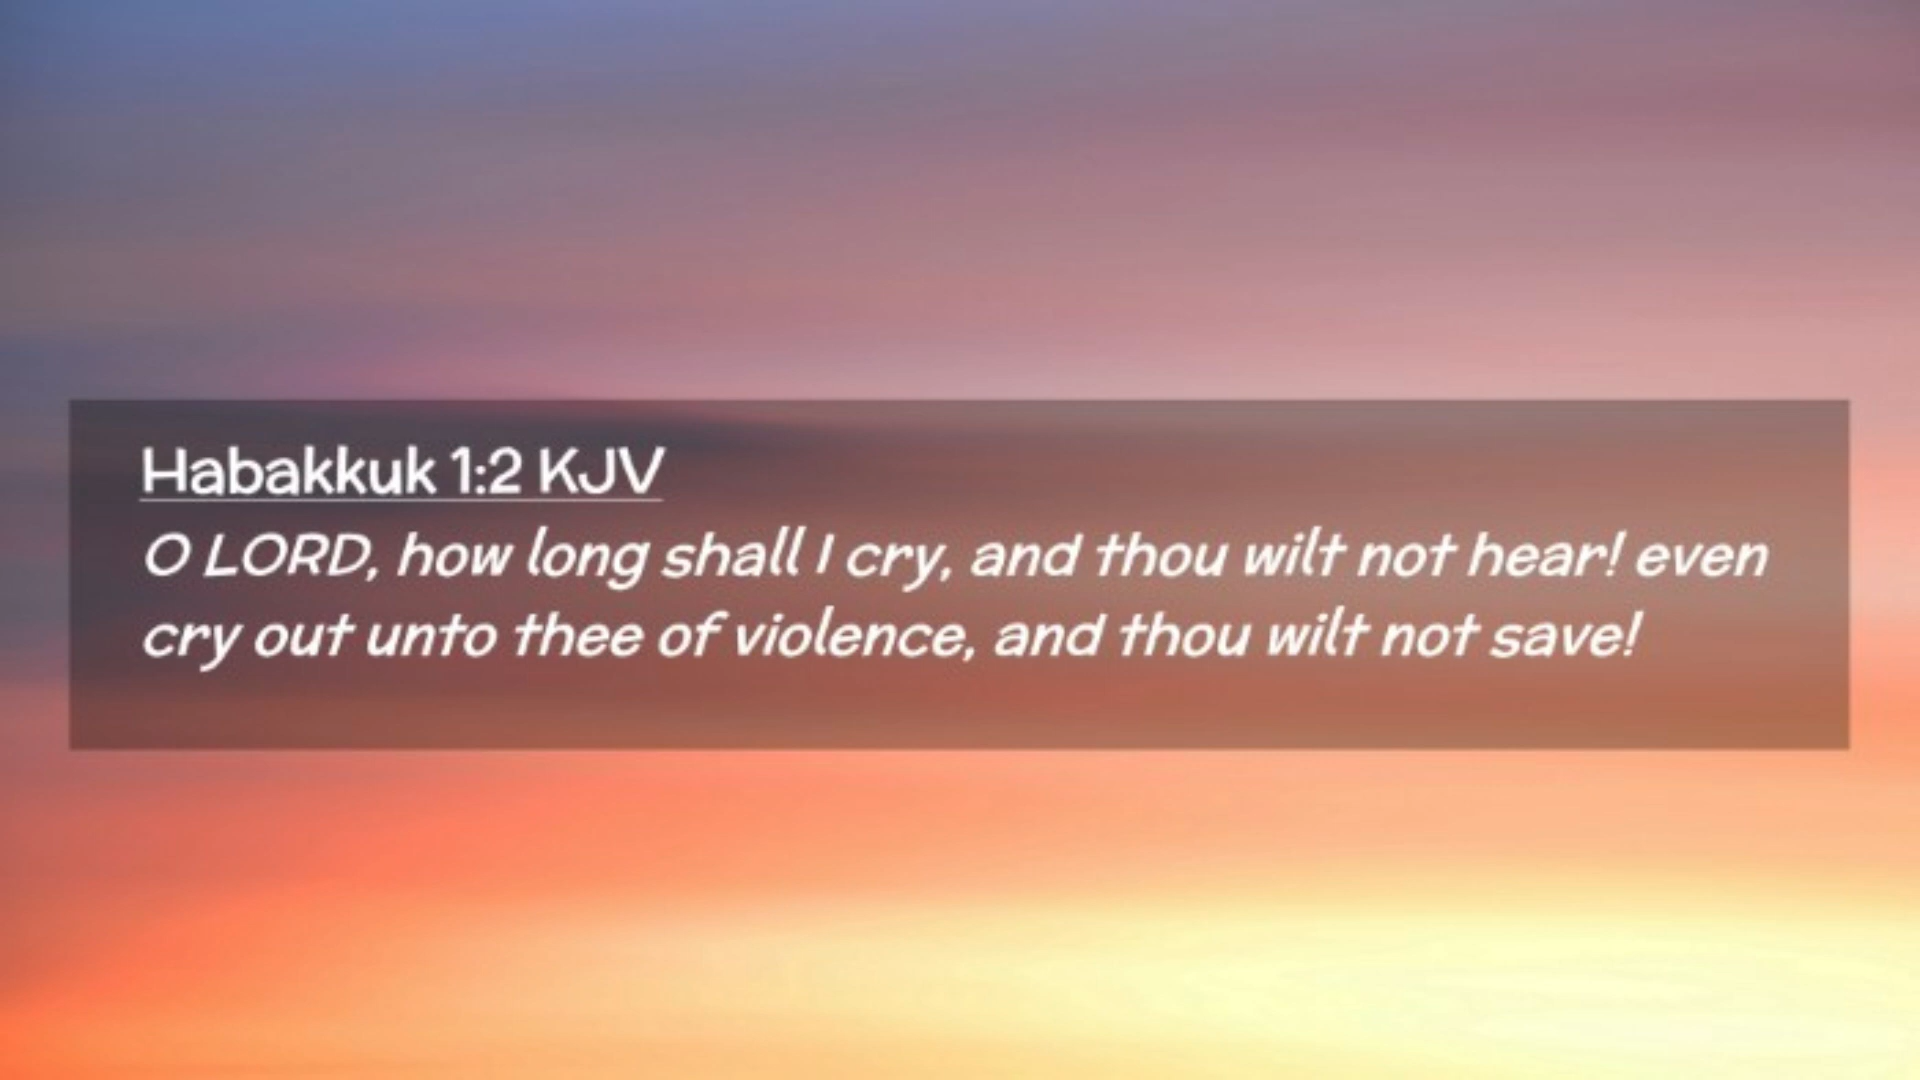 Habakkuk 1:2 KJV
O LORD, how long shall I cry, and thou wilt not hear! even
cry out unto thee of violence, and thou wilt not save!